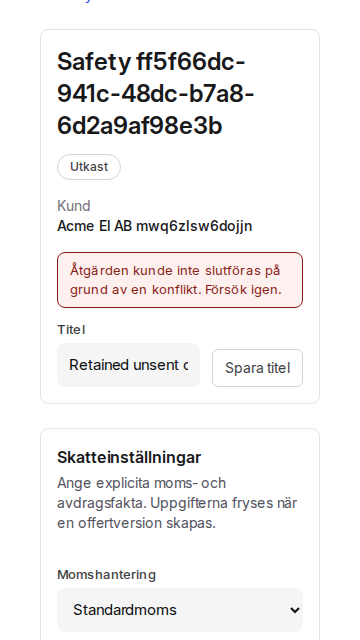 Safety ff5f66dc-
941c-48dc-b7a8-
6d2a9af98e3b
Utkast
Kund
Acme El AB mwq6zlsw6dojjn
Åtgärden kunde inte slutföras på
grund av en konflikt. Försök igen.
Titel
Retained unsent
Spara titel
Skatteinställningar
Ange explicita moms- och
avdragsfakta. Uppgifterna fryses när
en offertversion skapas.
Momshantering
Standardmoms